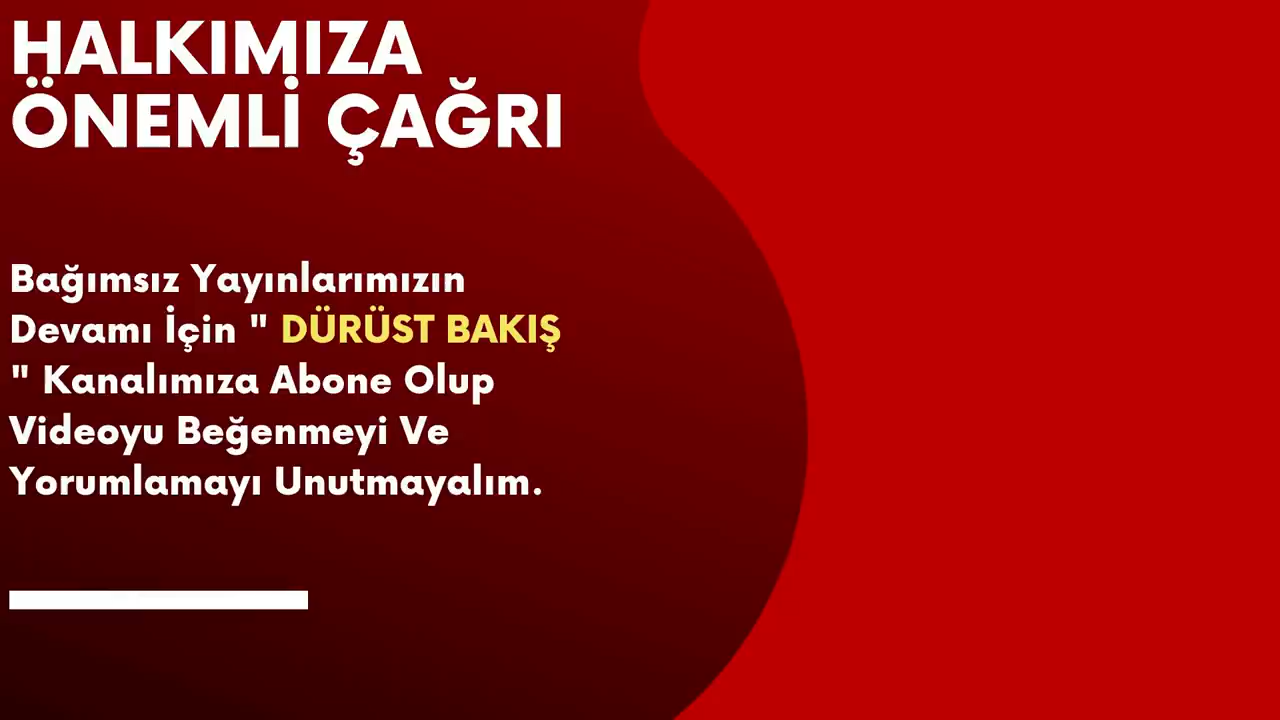 HALKIMIZA
ÖNEMLİ ÇAĞRI
Bağımsız Yayınlarımızın
Devamı İçin " DÜRÜST BAKIŞ
" Kanalımıza Abone Olup
Videoyu Beğenmeyi Ve
Yorumlamayı Unutmayalım.